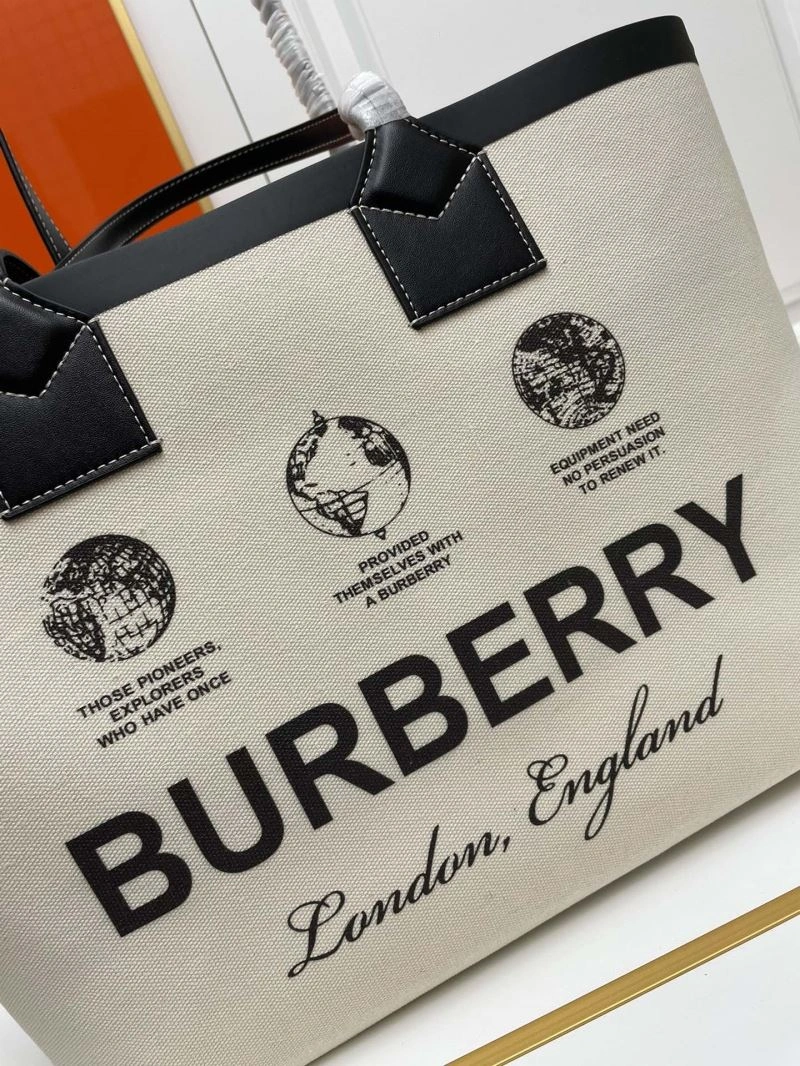 THOSE PIONEERS,
EXPLORERS
WHO HAVE ONCE
PROVIDED
THEMSELVES WITH
A BURBERRY
EQUIPMENT NEED
NO PERSUASION
TO RENEW IT.
BURBERRY
London, England